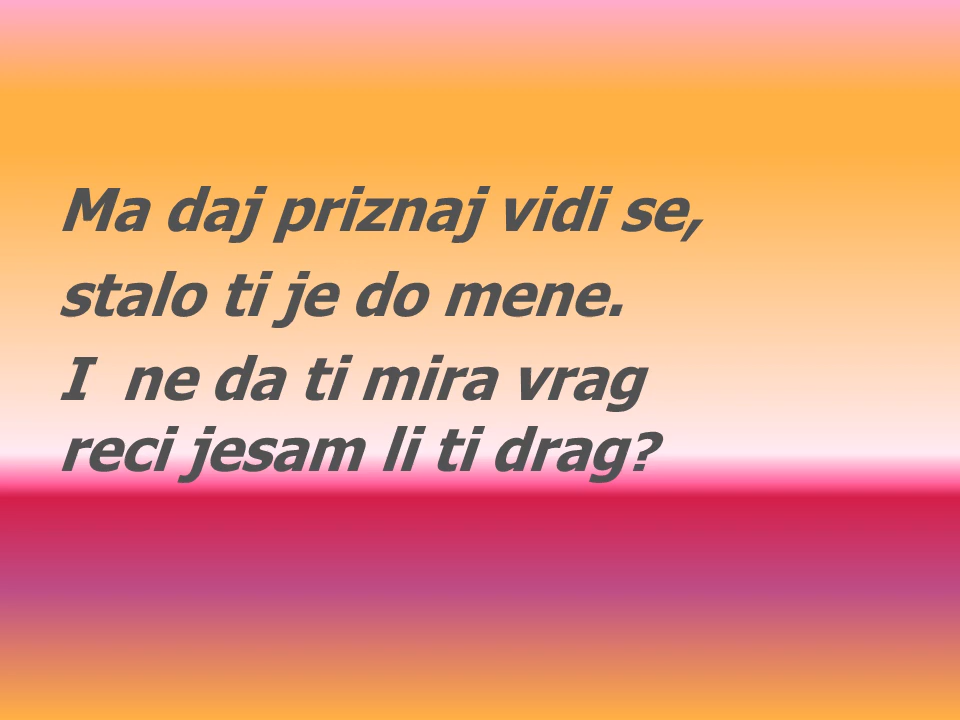 Ma daj priznaj vidi se,
stalo ti je do mene.
I  ne da ti mira vrag
reci jesam li ti drag?